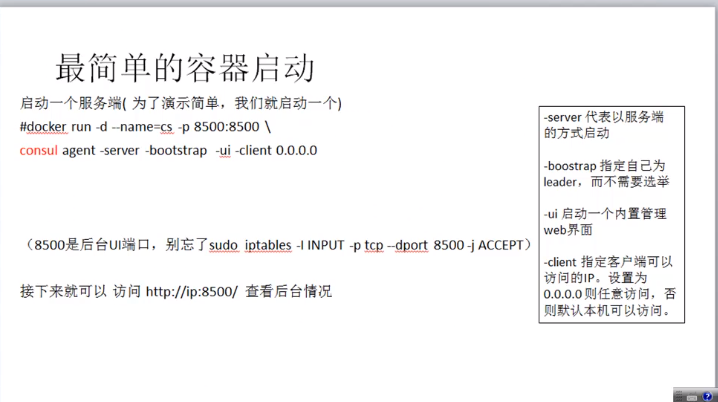 最简单的容器启动
启动一个服务端( 为了演示简单，我们就启动一个)
#docker run -d --name=cs -p 8500:8500 \
consul agent -server -bootstrap -ui -client 0.0.0.0
（8500是后台UI端口，别忘了sudo iptables -I INPUT -p tcp --dport 8500 -j ACCEPT）
接下来就可以 访问 http://ip:8500/ 查看后台情况
-server 代表以服务端
的方式启动
-boostrap 指定自己为
leader，而不需要选举
-ui 启动一个内置管理
web界面
-client 指定客户端可以
访问的IP。设置为
0.0.0.0 则任意访问，否
则默认本机可以访问。